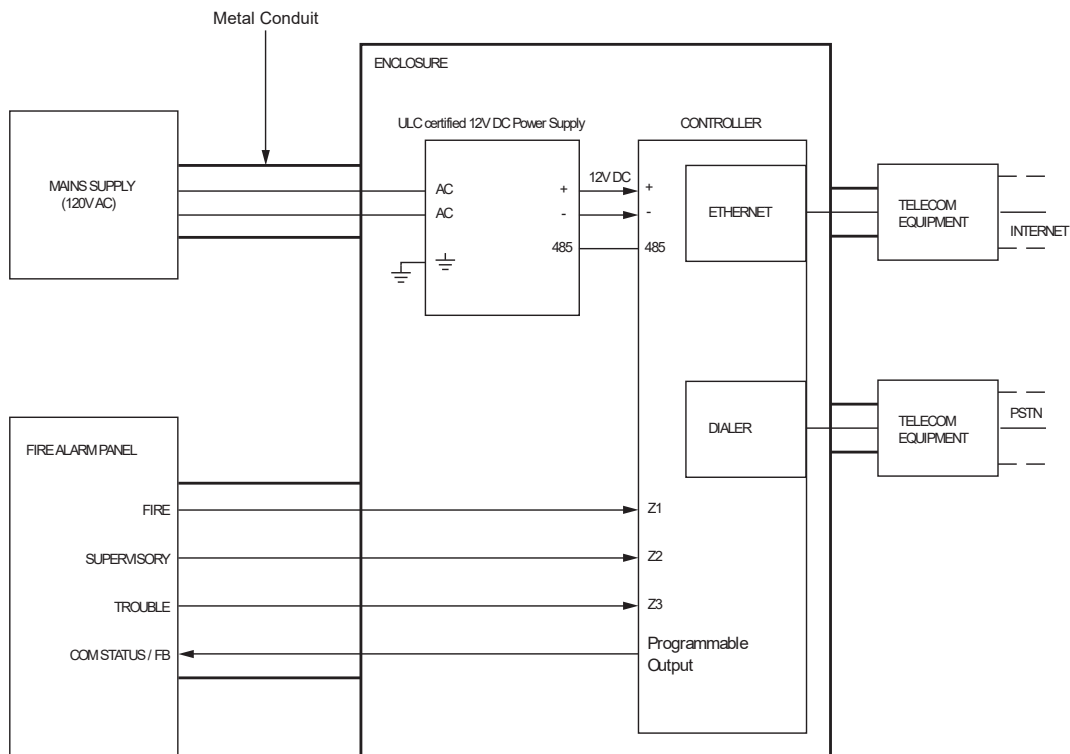 Metal Conduit
ENCLOSURE
ULC certified 12V DC Power Supply
CONTROLLER
MAINS SUPPLY
(120V AC)
AC
AC
+
-
485
12V DC
+
-
485
ETHERNET
TELECOM
EQUIPMENT
INTERNET
DIALER
TELECOM
EQUIPMENT
PSTN
FIRE ALARM PANEL
FIRE
Z1
SUPERVISORY
Z2
TROUBLE
Z3
COM STATUS / FB
Programmable
Output